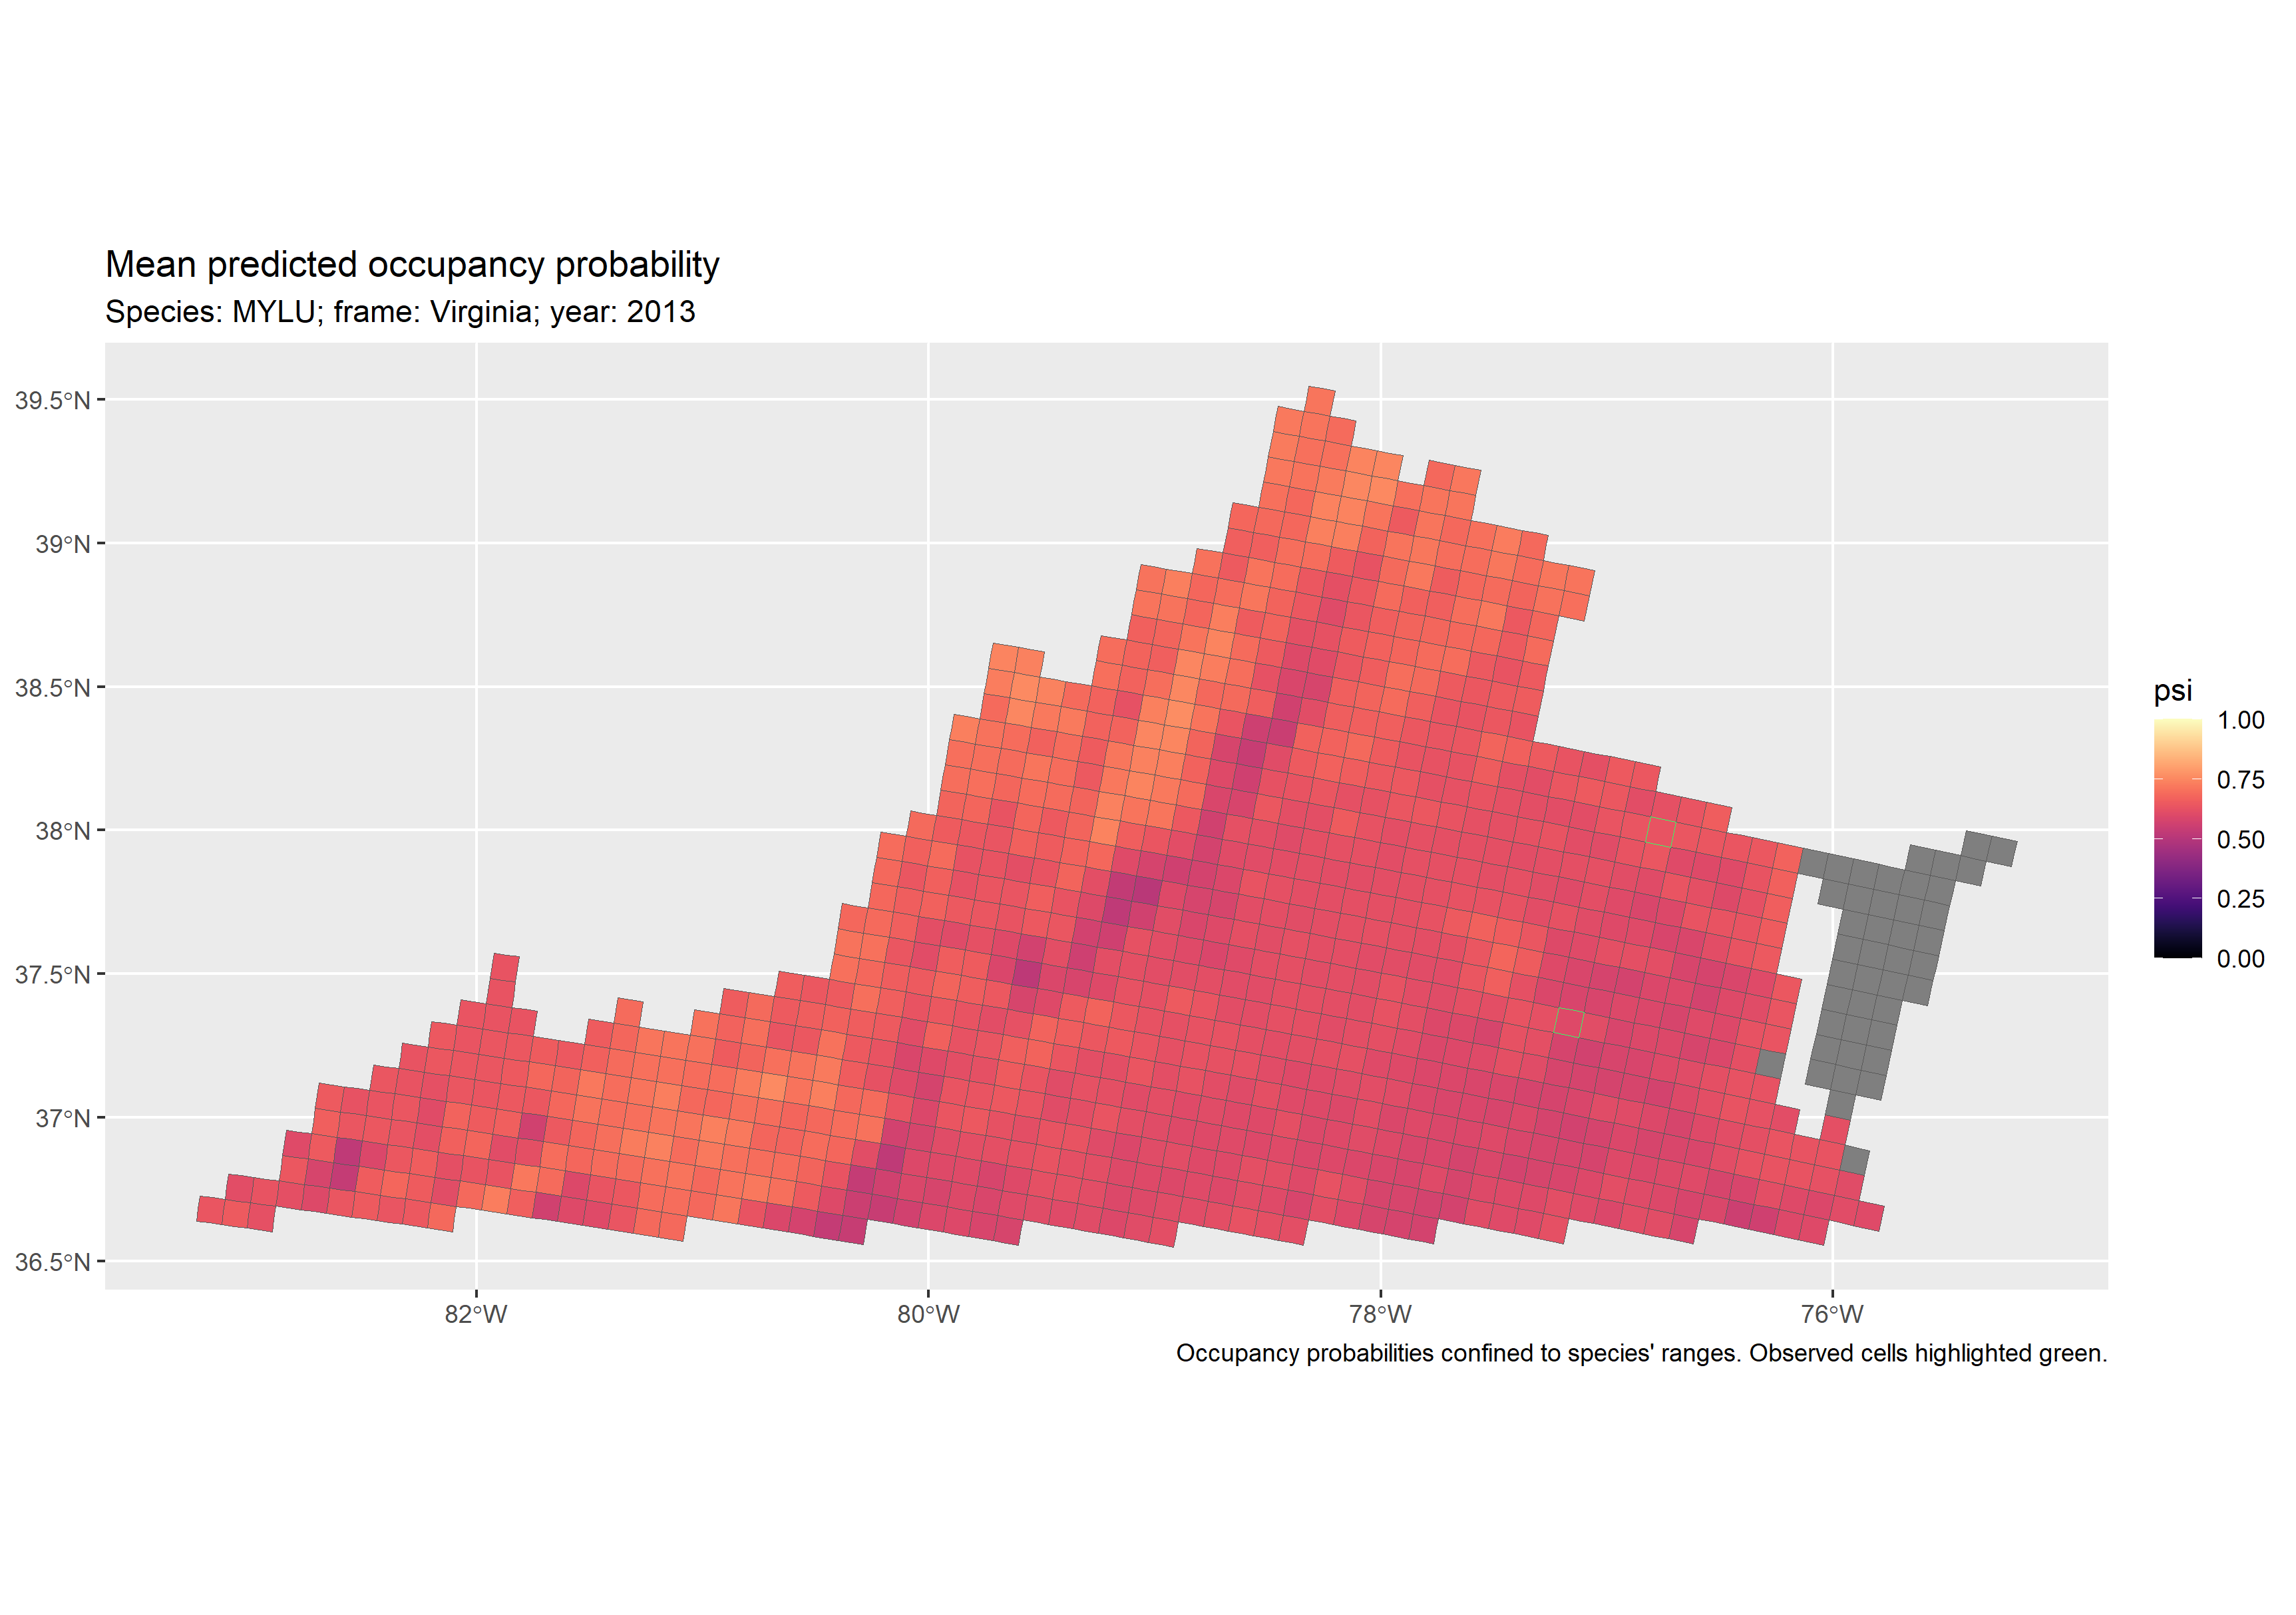 Mean predicted occupancy probability
Species: MYLU; frame: Virginia; year: 2013
39.5°N
39°N
38.5°N
38°N
37.5°N
37°N
36.5°N
82°W
80°W
78°W
76°W
psi
1.00
0.75
0.50
0.25
0.00
Occupancy probabilities confined to species' ranges. Observed cells highlighted green.